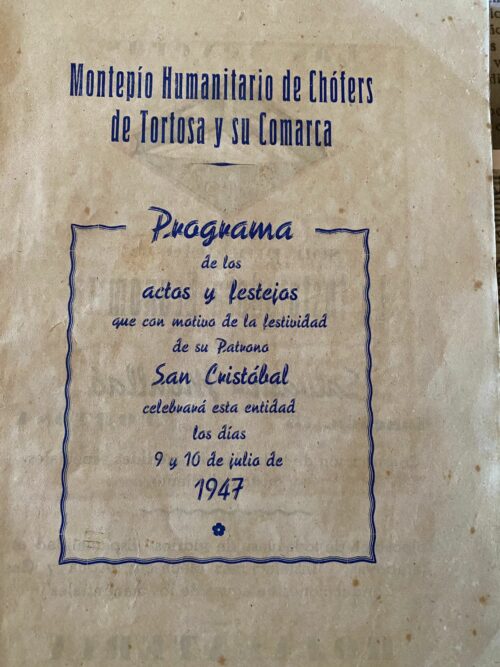 Montepío Humanitario de Chófers
de Tortosa y su Comarca
Programa
de los
actos y festejos
que con motivo de la festividad
de su Patrono
San Cristóbal
celebrará esta entidad
los días
9 y 10 de julio de
1947